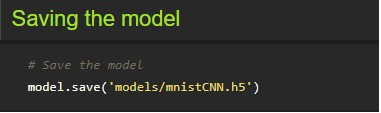 Saving the model
# Save the model
model.save('models/mnistCNN.h5')